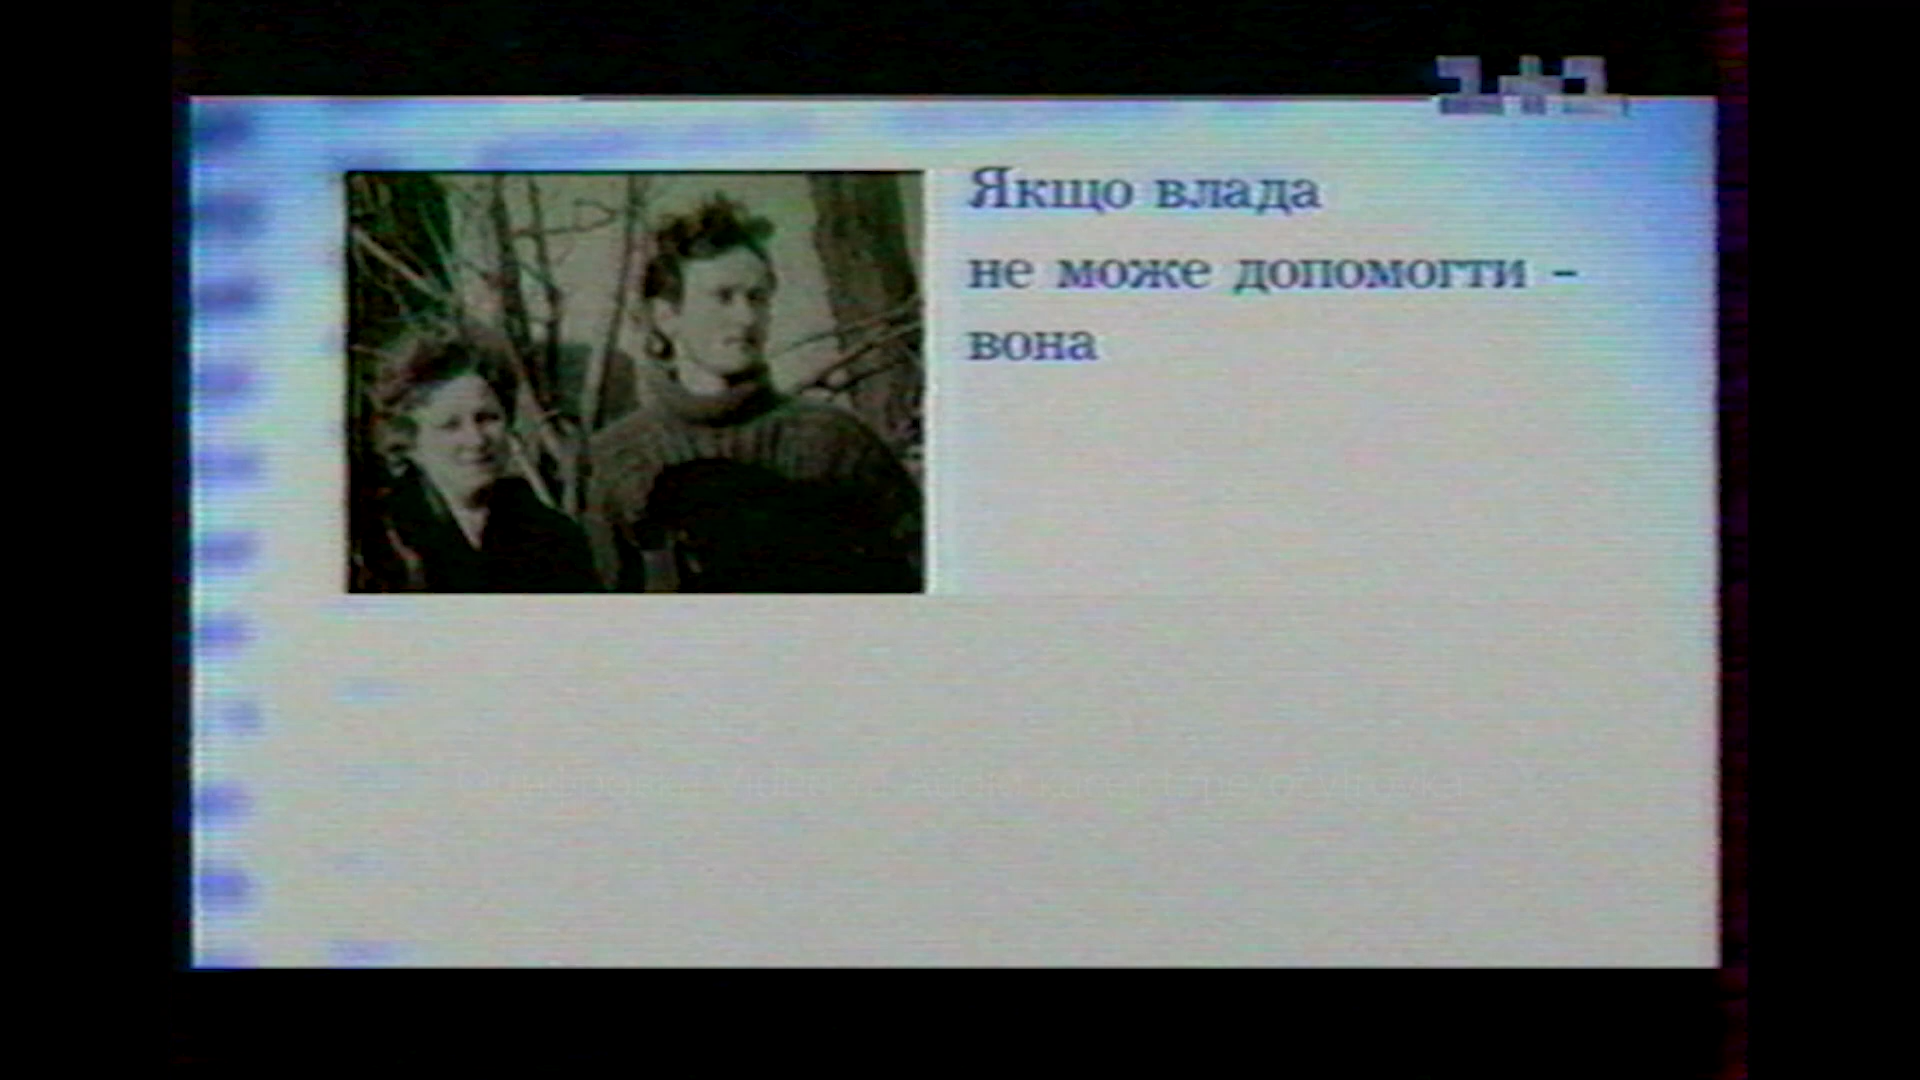 1+1
Якщо влада
не може допомогти –
вона